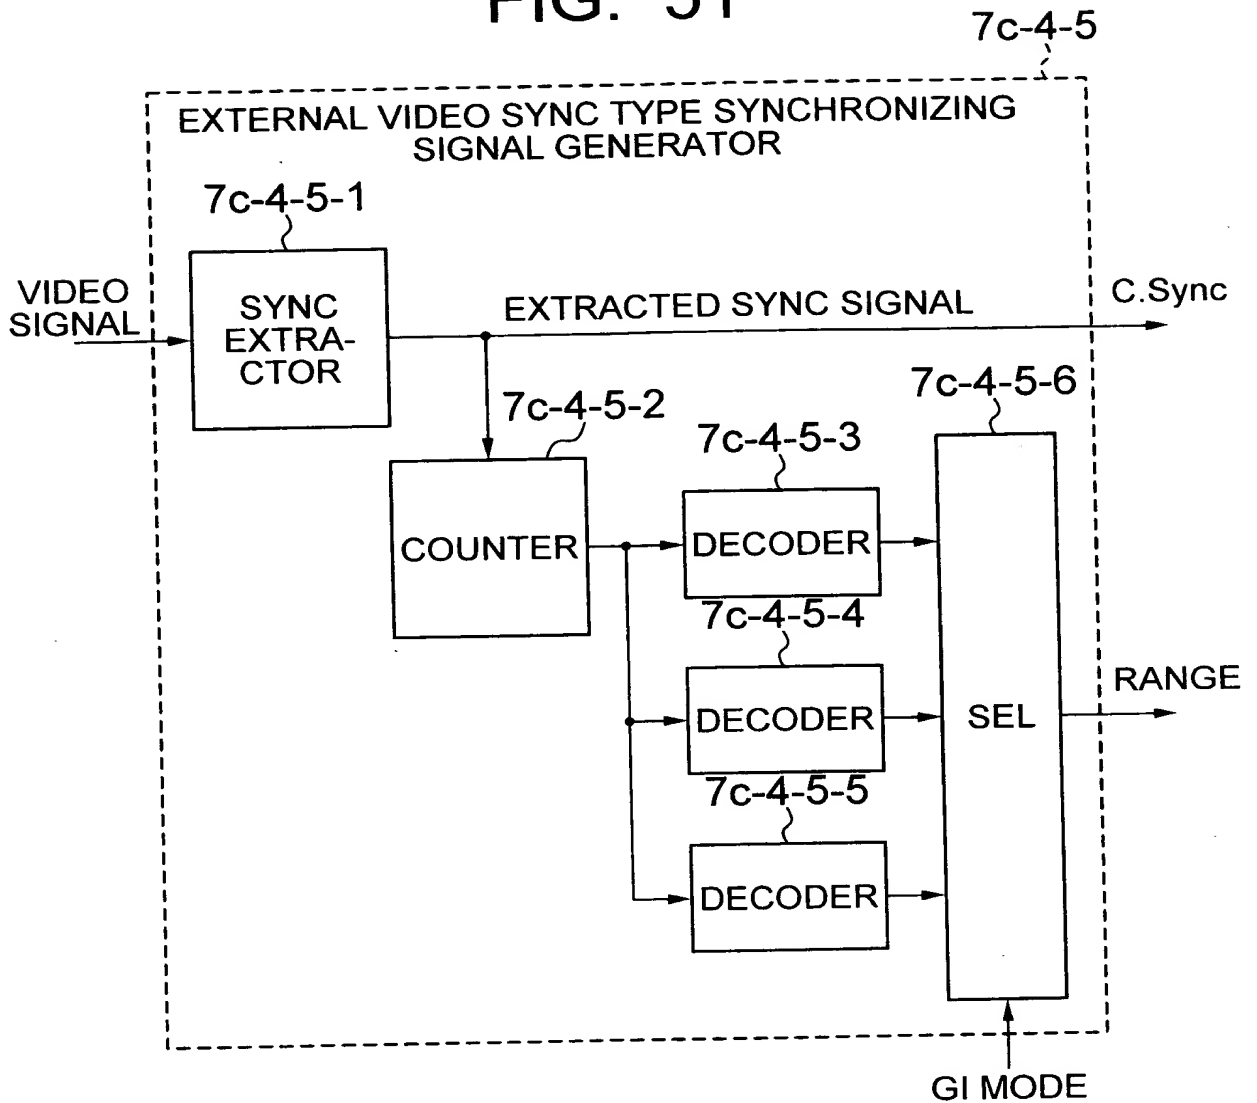 FIG. 31
7c-4-5
EXTERNAL VIDEO SYNC TYPE SYNCHRONIZING
SIGNAL GENERATOR
7c-4-5-1
VIDEO
SIGNAL
SYNC
EXTRA-
CTOR
EXTRACTED SYNC SIGNAL
C.Sync
7c-4-5-2
7c-4-5-6
7c-4-5-3
COUNTER
DECODER
7c-4-5-4
DECODER
SEL
RANGE
7c-4-5-5
DECODER
GI MODE